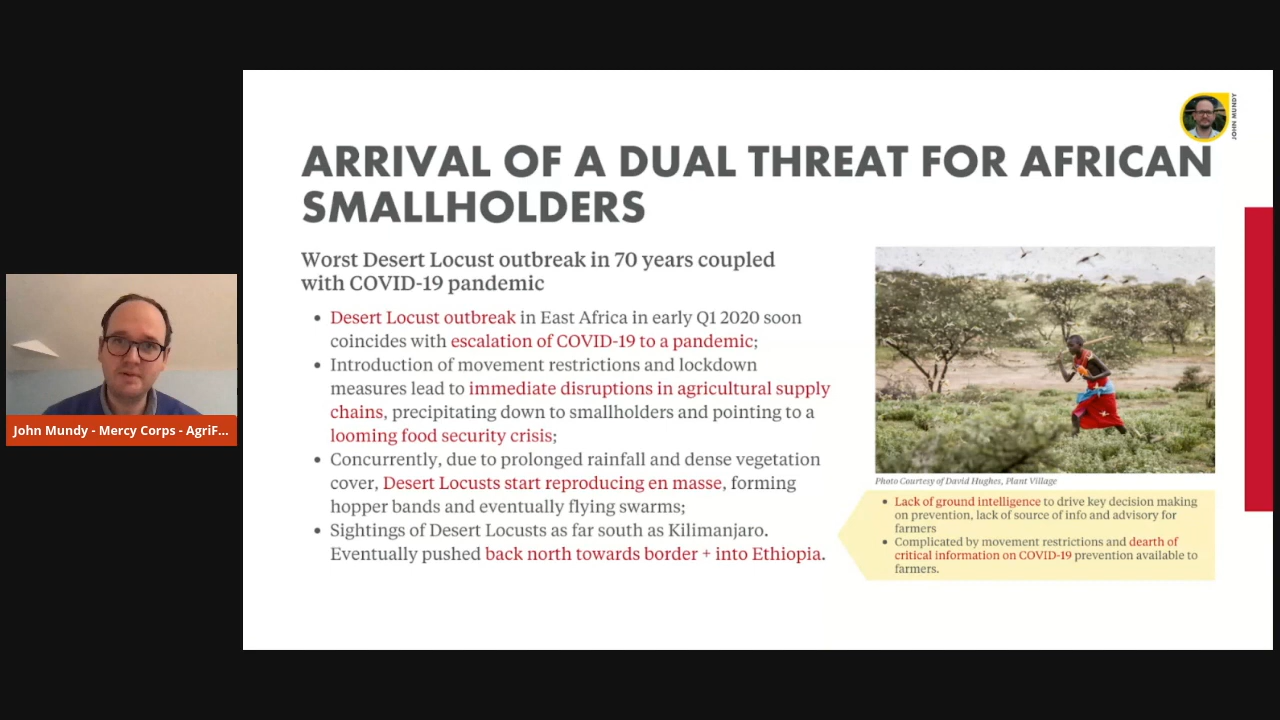 JOHN MUNDY
ARRIVAL OF A DUAL THREAT FOR AFRICAN
SMALLHOLDERS
Worst Desert Locust outbreak in 70 years coupled
with COVID-19 pandemic
• Desert Locust outbreak in East Africa in early Q1 2020 soon
coincides with escalation of COVID-19 to a pandemic;
• Introduction of movement restrictions and lockdown
measures lead to immediate disruptions in agricultural supply
chains, precipitating down to smallholders and pointing to a
looming food security crisis;
• Concurrently, due to prolonged rainfall and dense vegetation
cover, Desert Locusts start reproducing en masse, forming
hopper bands and eventually flying swarms;
• Sightings of Desert Locusts as far south as Kilimanjaro.
Eventually pushed back north towards border + into Ethiopia.
Photo Courtesy of David Hughes, Plant Village
• Lack of ground intelligence to drive key decision making
on prevention, lack of source of info and advisory for
farmers
• Complicated by movement restrictions and dearth of
critical information on COVID-19 prevention available to
farmers.
John Mundy - Mercy Corps - AgriF...